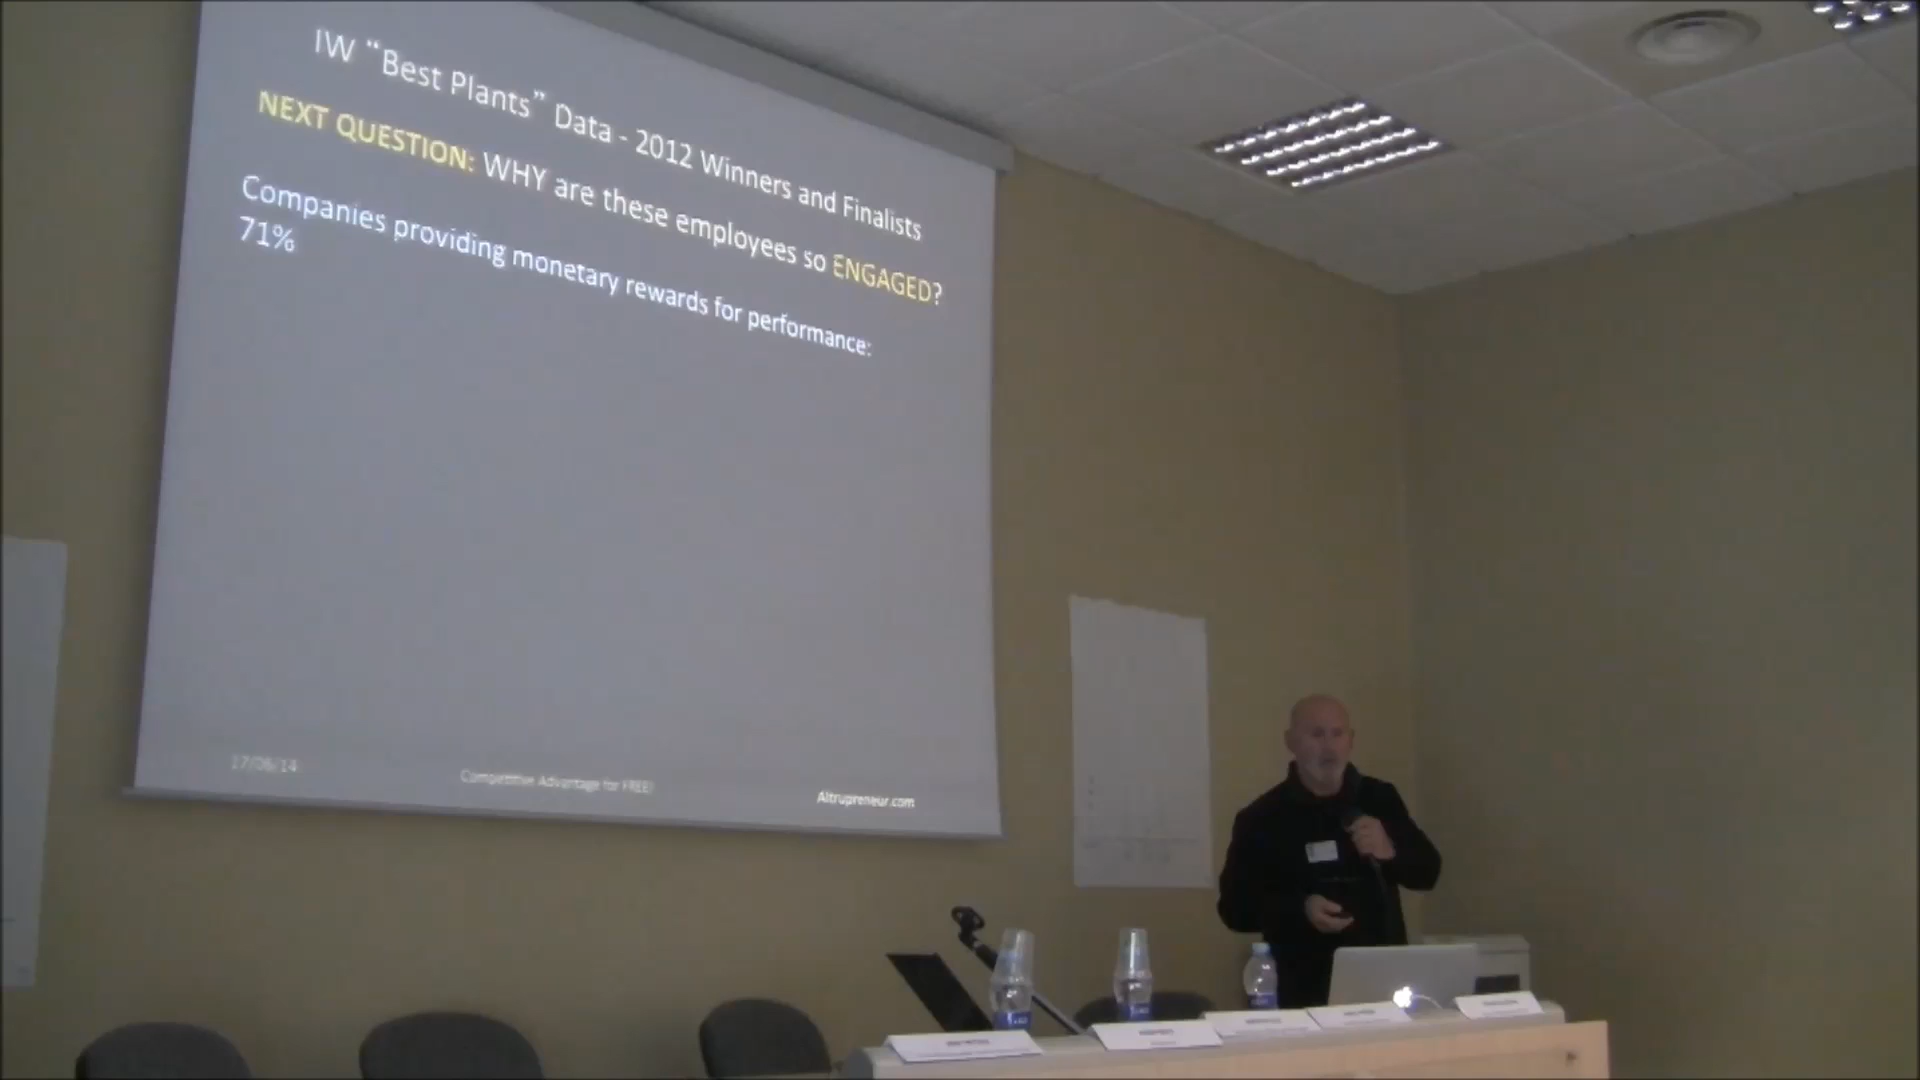 IW “Best Plants” Data - 2012 Winners and Finalists
NEXT QUESTION: WHY are these employees so ENGAGED?
Companies providing monetary rewards for performance:
71%
17/06/14
Competitive Advantage for FREE!
Altrupreneur.com